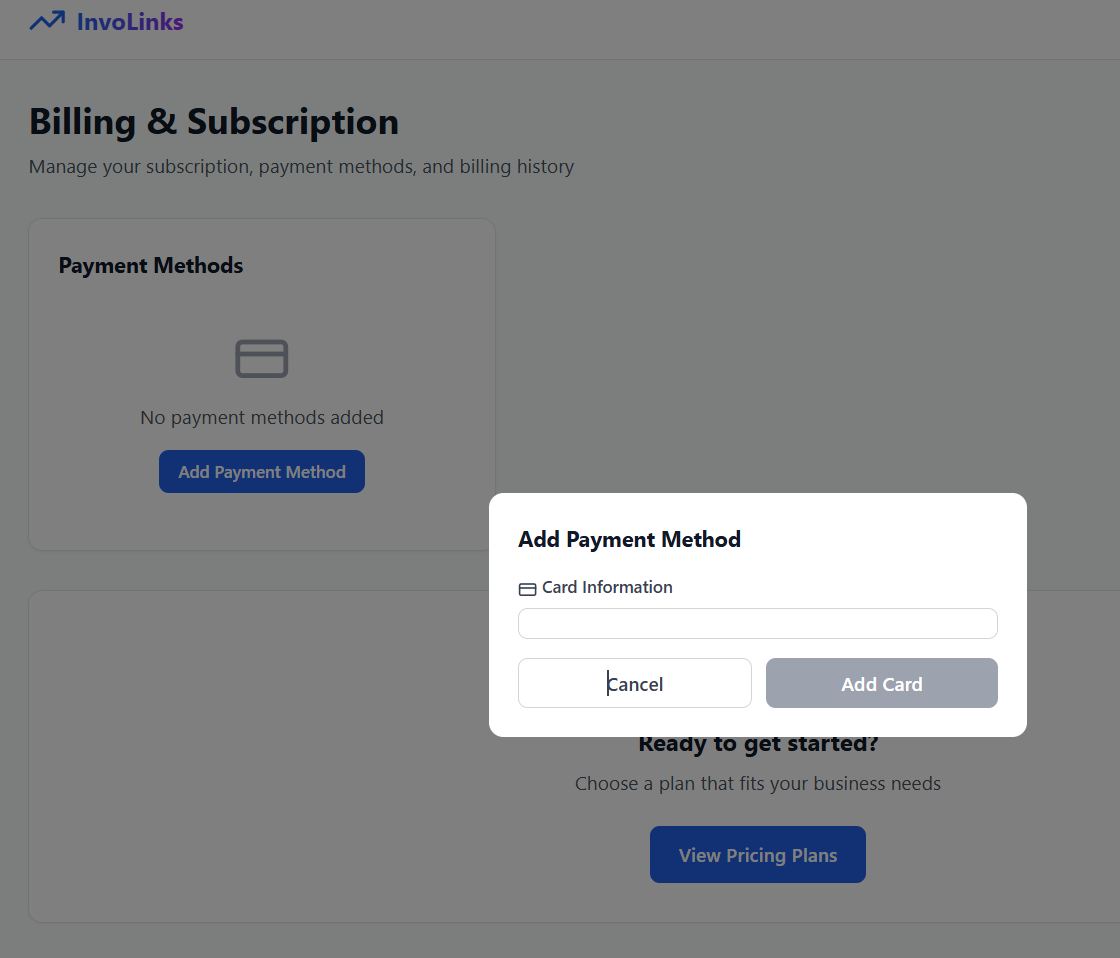 InvoLinks
Billing & Subscription
Manage your subscription, payment methods, and billing history
Payment Methods
No payment methods added
Add Payment Method
Add Payment Method
Card Information
Cancel
Add Card
Ready to get started?
Choose a plan that fits your business needs
View Pricing Plans